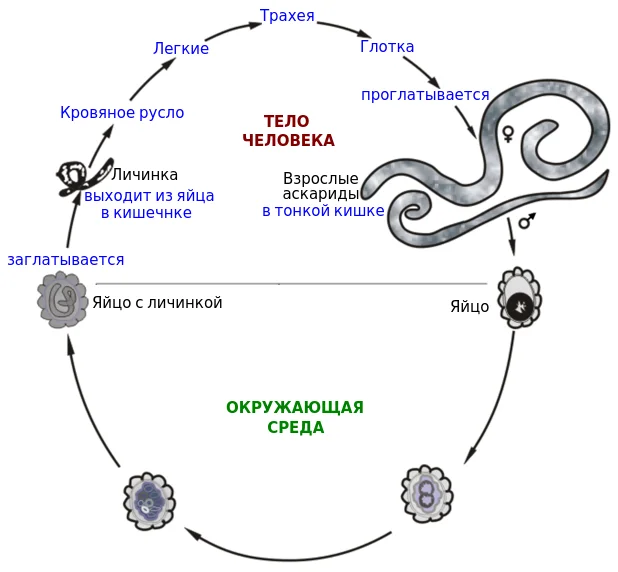 Трахея
Легкие
Глотка
проглатывается
Кровяное русло
ТЕЛО
ЧЕЛОВЕКА
♀
Личинка
выходит из яйца
в кишечнке
Взрослые
аскариды
в тонкой кишке
♂
заглатывается
Яйцо с личинкой
Яйцо
ОКРУЖАЮЩАЯ
СРЕДА